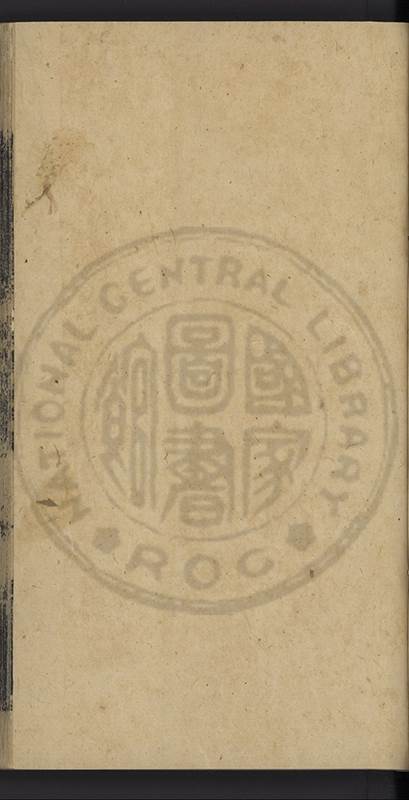 NATIONAL CENTRAL LIBRARY
國家
圖書
館
ROC